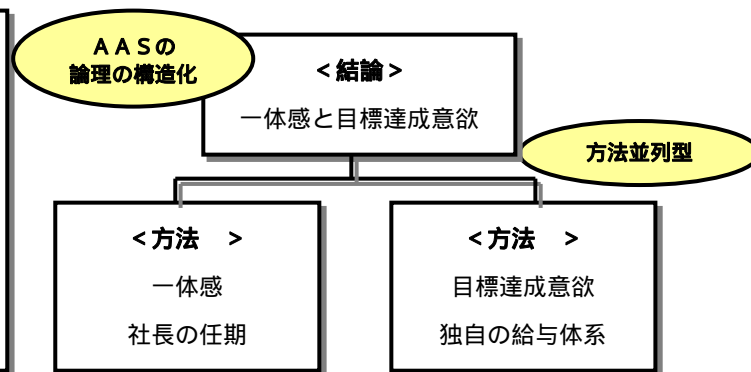 ＡＡＳの
論理の構造化
＜結論＞
一体感と目標達成意欲
方法並列型
＜方法　＞
一体感
社長の任期
＜方法　＞
目標達成意欲
独自の給与体系